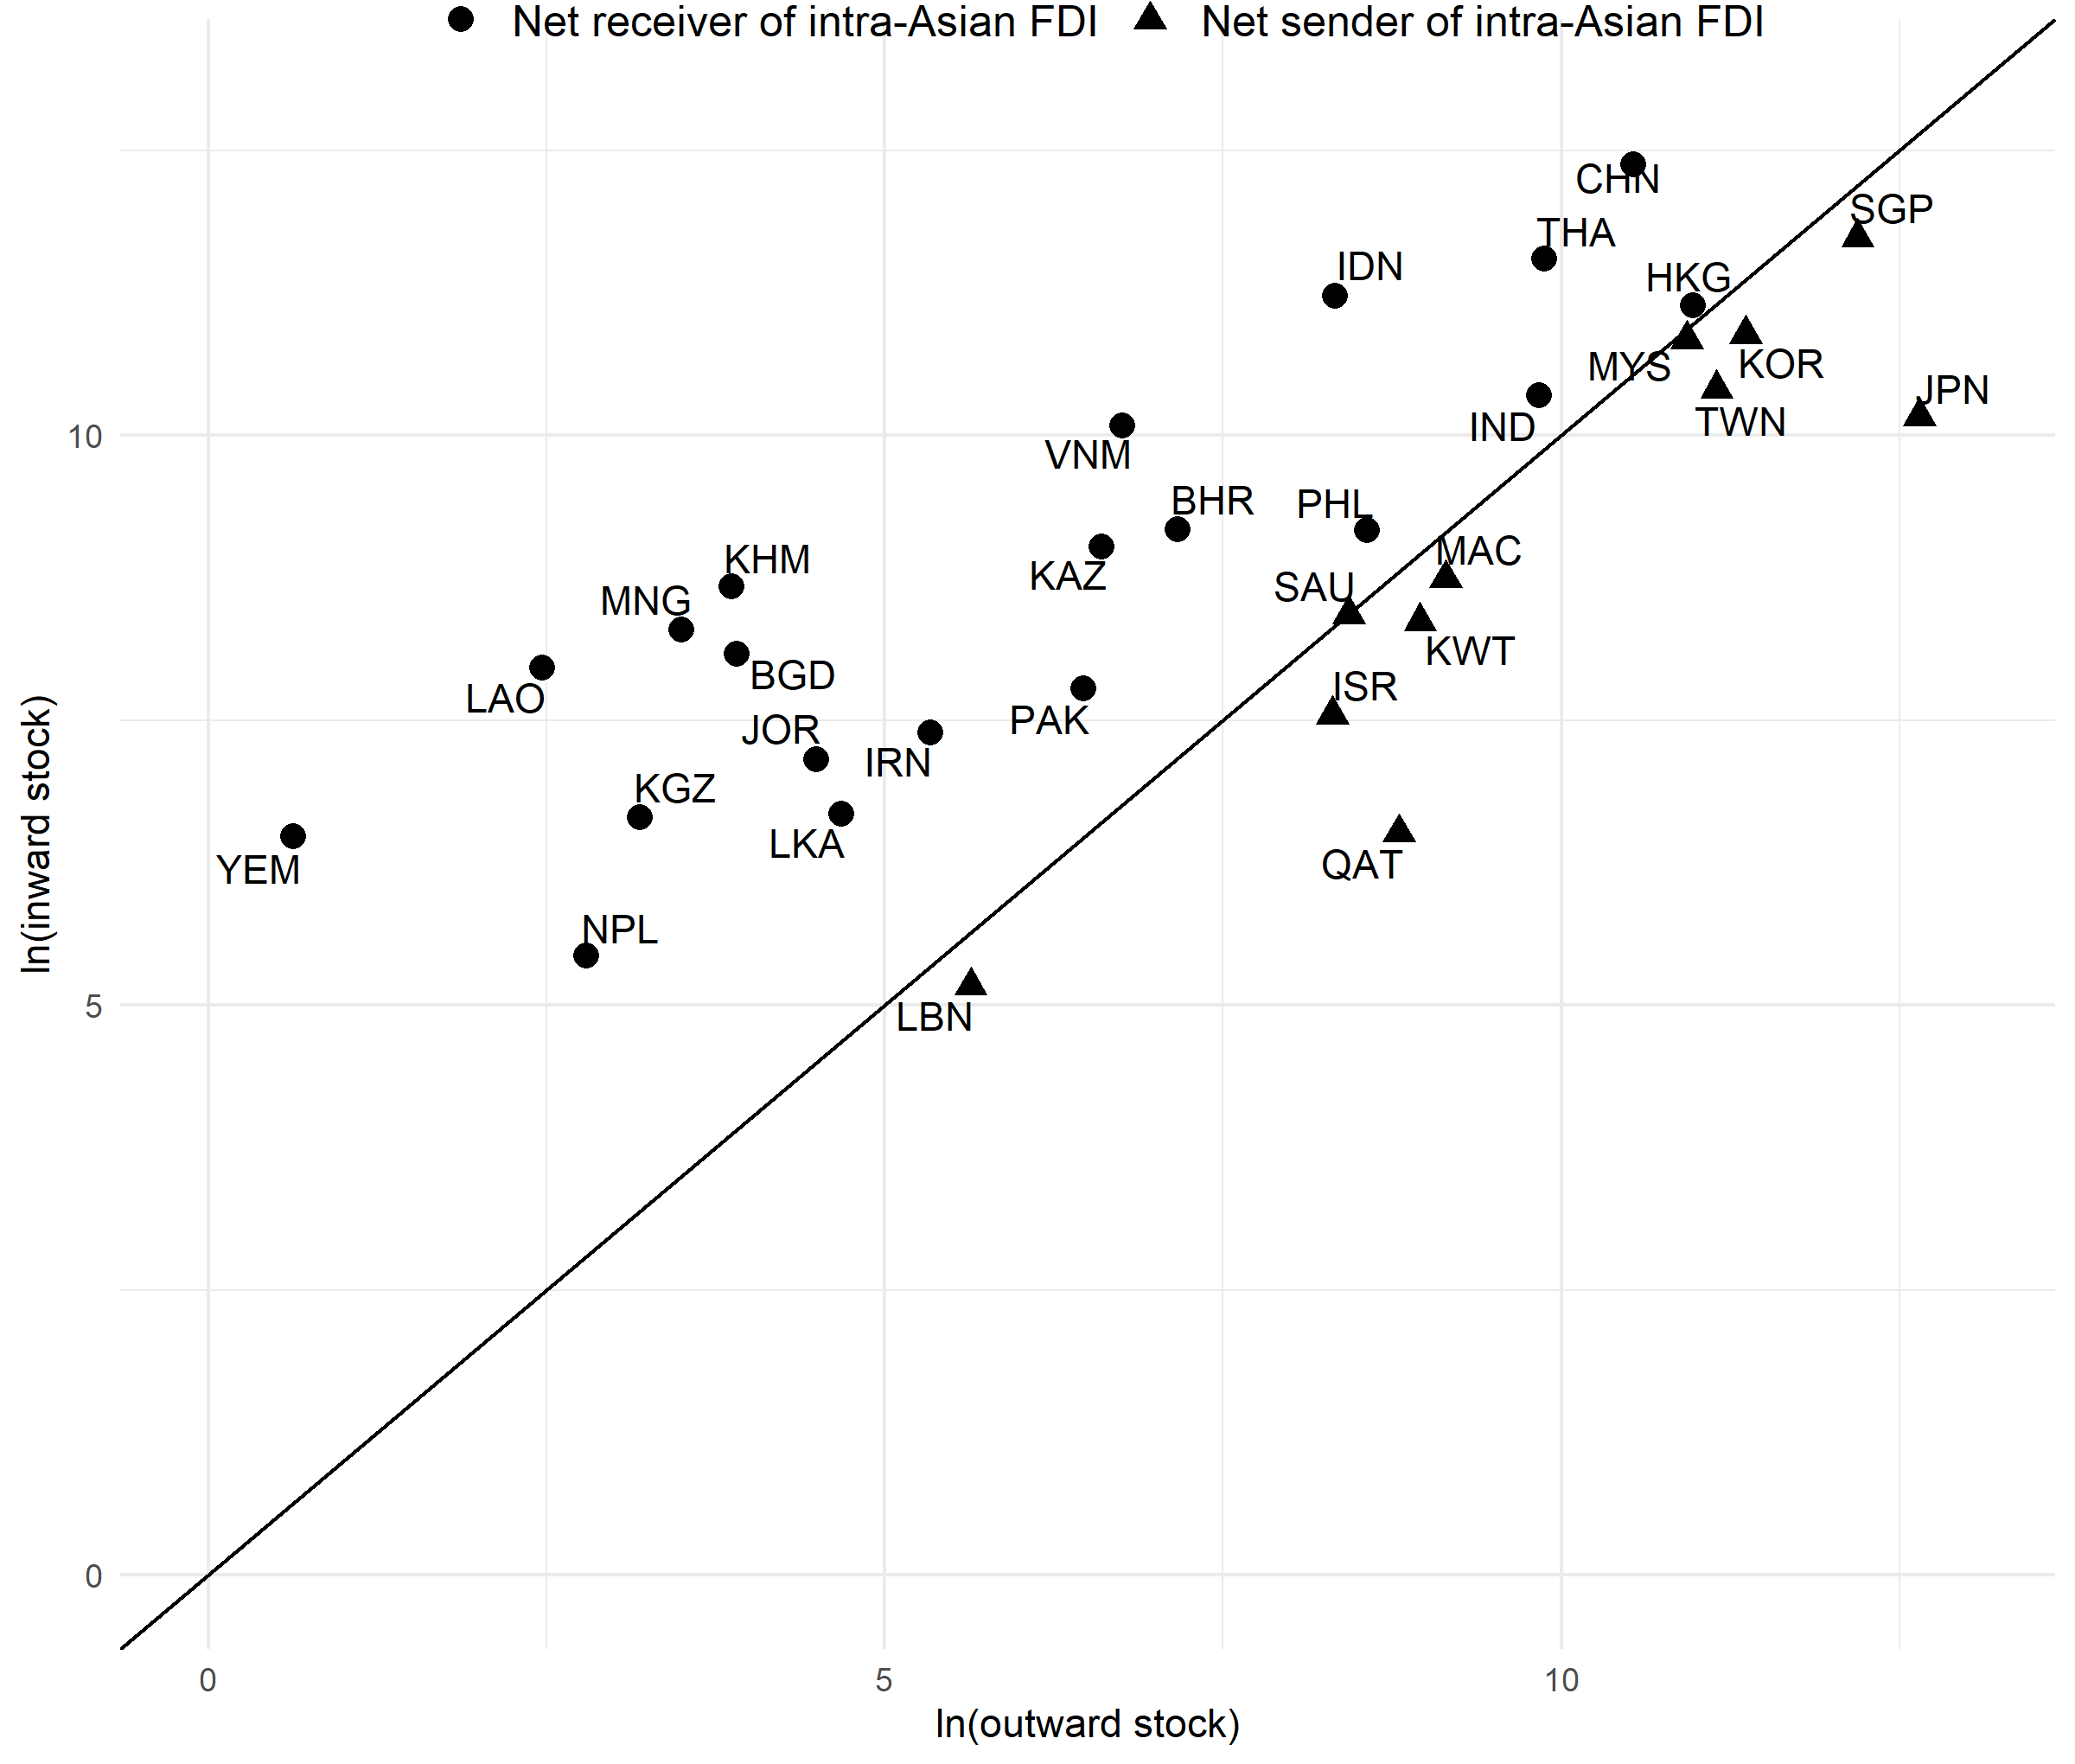 Net receiver of intra-Asian FDI Net sender of intra-Asian FDI
CHN
SGP
THA
IDN
HKG
MYS
KOR
JPN
IND
TWN
10
VNM
BHR
PHL
MAC
KHM
KAZ
SAU
MNG
KWT
BGD
ISR
LAO
PAK
JOR
IRN
KGZ
LKA
QAT
YEM
NPL
LBN
5
0
ln(inward stock)
0 5 10
ln(outward stock)